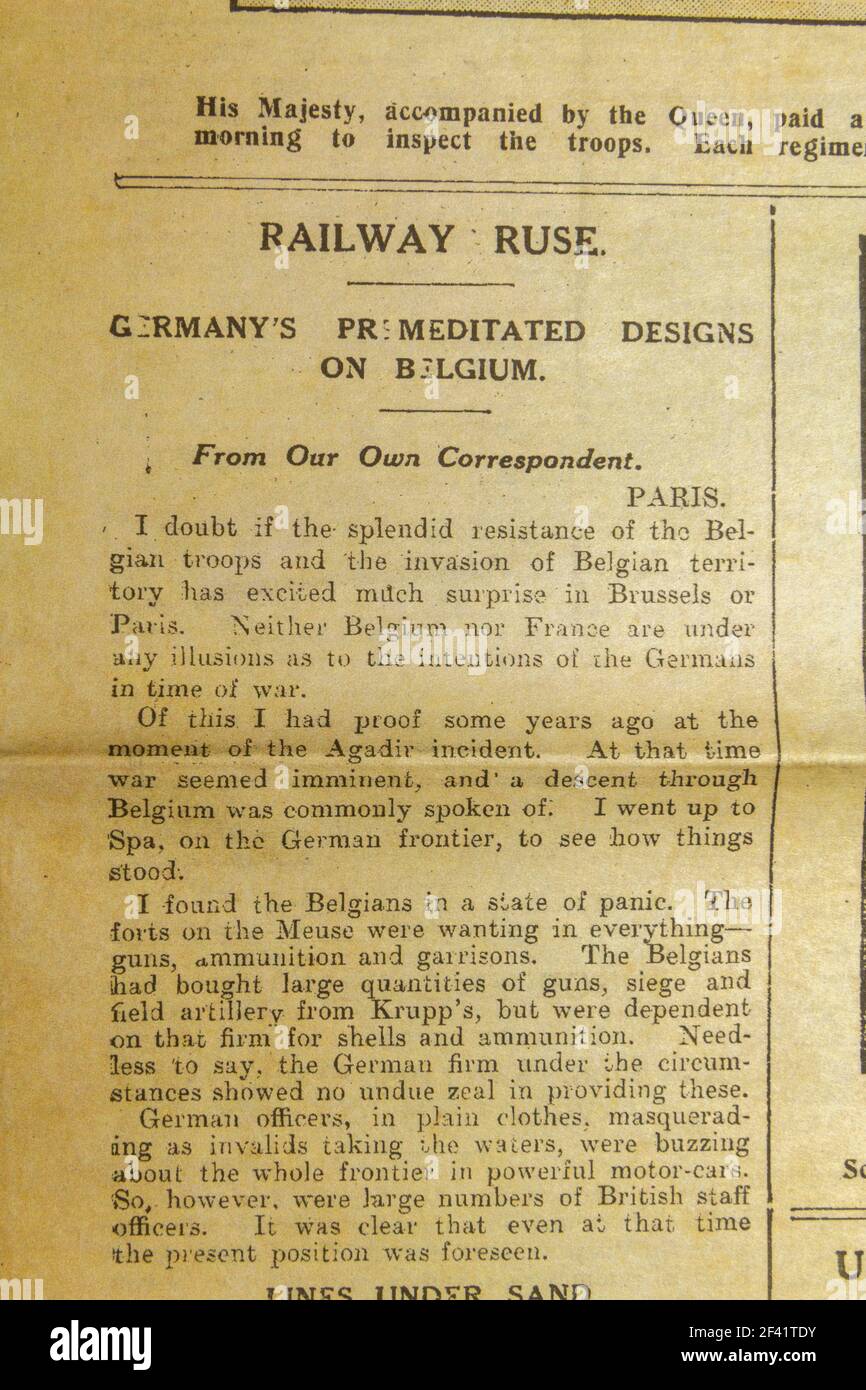 His Majesty, accompanied by the Queen, paid a
morning to inspect the troops. Each regime
RAILWAY RUSE.
GERMANY'S PREMEDITATED DESIGNS
ON BELGIUM.
From Our Own Correspondent.
PARIS.
I doubt if the splendid resistance of the Bel-
gian troops and the invasion of Belgian terri-
tory has excited much surprise in Brussels or
Paris. Neither Belgium nor France are under
any illusions as to the intentions of the Germans
in time of war.
Of this I had proof some years ago at the
moment of the Agadir incident. At that time
war seemed imminent, and a descent through
Belgium was commonly spoken of. I went up to
Spa, on the German frontier, to see how things
stood.
I found the Belgians in a state of panic. The
forts on the Meuse were wanting in everything—
guns, ammunition and garrisons. The Belgians
had bought large quantities of guns, siege and
field artillery from Krupp's, but were dependent
on that firm for shells and ammunition. Need-
less to say, the German firm under the circum-
stances showed no undue zeal in providing these.
German officers, in plain clothes, masquerad-
ing as invalids taking the waters, were buzzing
about the whole frontier in powerful motor-cars.
So, however, were large numbers of British staff
officers. It was clear that even at that time
the present position was foreseen.
LINES UNDER SAND
So
U
alamy
Image ID: 2F41TDY
www.alamy.com